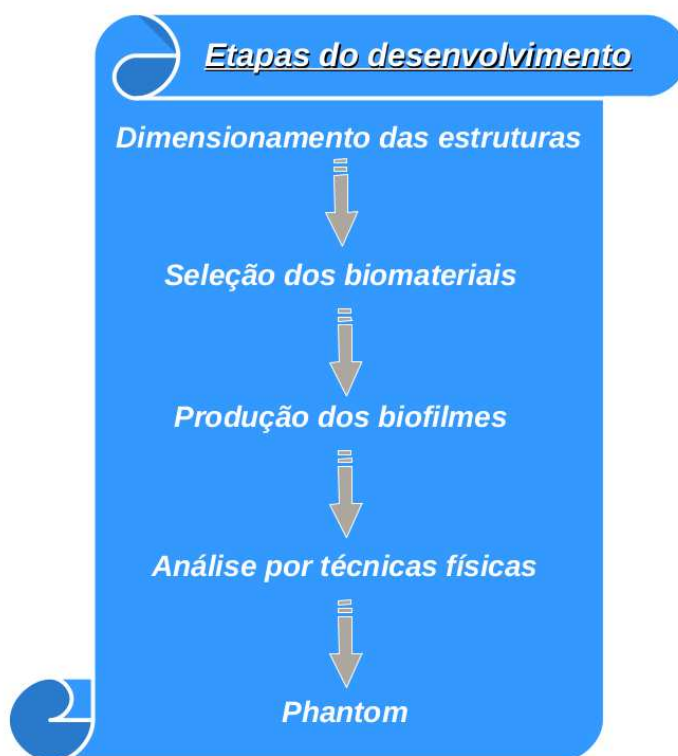 Etapas do desenvolvimento
Dimensionamento das estruturas
Seleção dos biomateriais
Produção dos biofilmes
Análise por técnicas físicas
Phantom